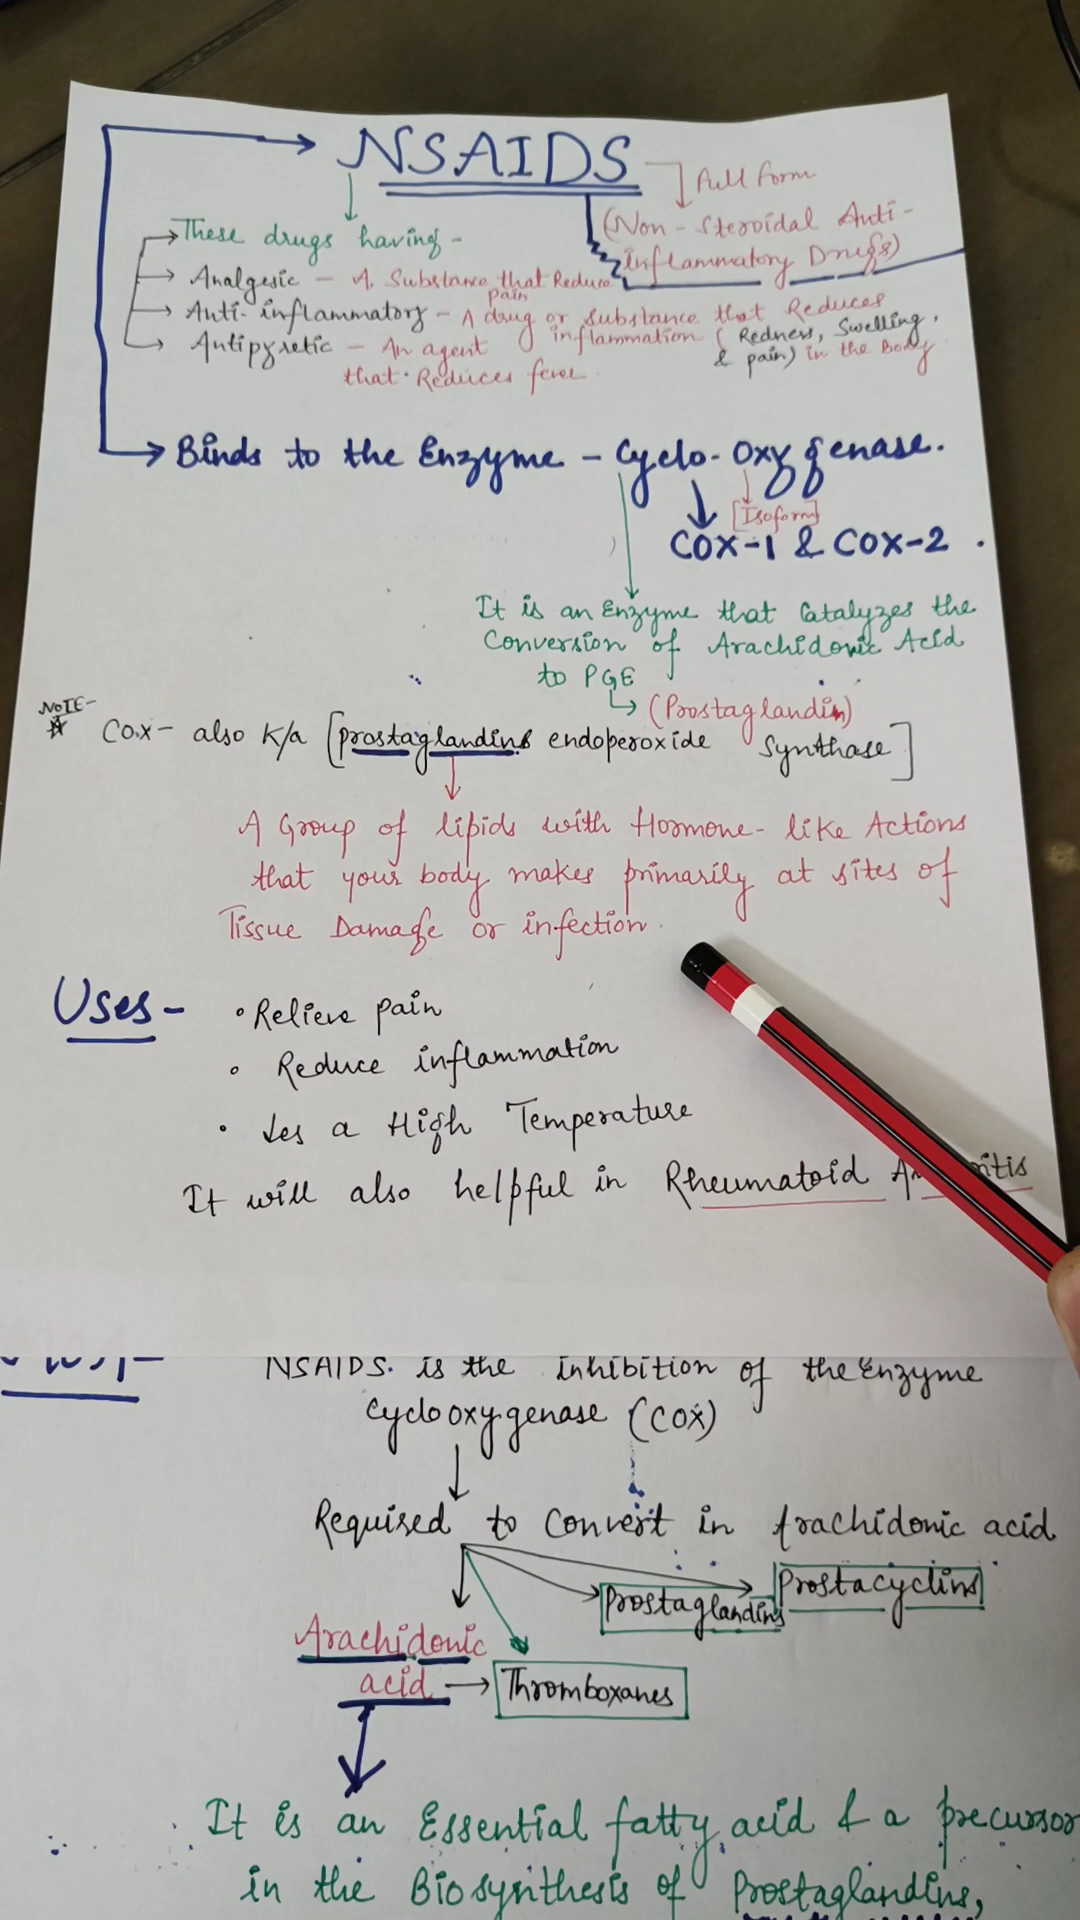 NSAIDS
Full Form
(Non-Steroidal Anti-
inflammatory Drugs)
These drugs having-
Analgesic - A Substance that Reduce
pain
Anti-inflammatory - A drug or substance that Reduces
inflammation (Redness, Swelling,
& pain) in the Body
Antipyretic - An agent
that Reduces fever.
Binds to the Enzyme - Cyclo-Oxygenase.
[Isoform]
COX-1 & COX-2.
It is an Enzyme that Catalyzes the
Conversion of Arachidonic Acid
to PGE
(Prostaglandin)
NOTE-
COX- also K/a [prostaglandins endoperoxide synthase]
A Group of lipids with Hormone-like Actions
that your body makes primarily at sites of
Tissue Damage or infection.
Uses-
Relieve pain
Reduce inflammation
a High Temperature
It will also helpful in Rheumatoid
NSAIDS. is the inhibition of the Enzyme
Cyclooxygenase (COX)
Required to Convert in Arachidonic acid
Prostaglandins
Prostacyclins
Arachidonic
acid
Thromboxanes
It is an Essential fatty acid & a precursor
in the Biosynthesis of Prostaglandins,